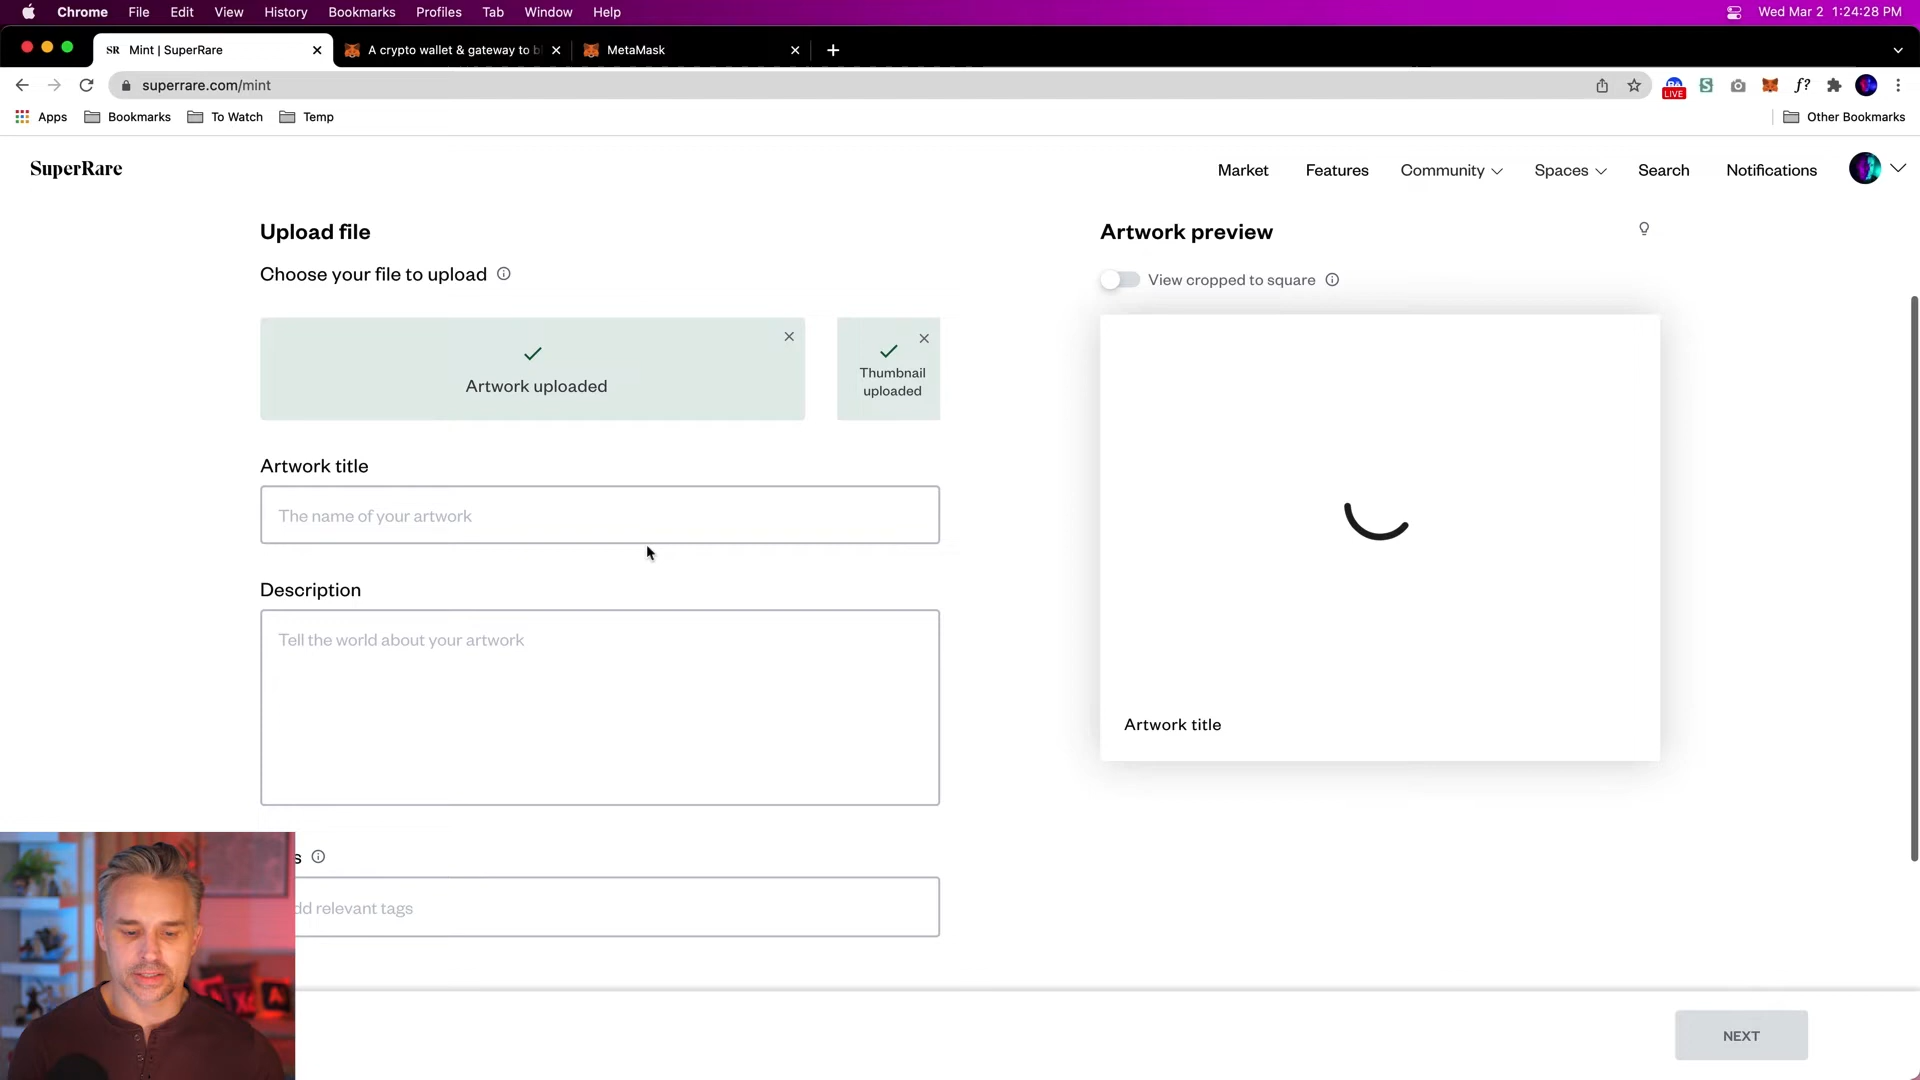 Chrome File Edit View History Bookmarks Profiles Tab Window Help Wed Mar 2 1:24:28 PM
SR Mint | SuperRare A crypto wallet & gateway to bl MetaMask
superrare.com/mint LIVE f?
Apps Bookmarks To Watch Temp Other Bookmarks
SuperRare Market Features Community Spaces Search Notifications
Upload file
Choose your file to upload
Artwork uploaded
Thumbnail
uploaded
Artwork title
The name of your artwork
Description
Tell the world about your artwork
s
dd relevant tags
Artwork preview
View cropped to square
Artwork title
NEXT